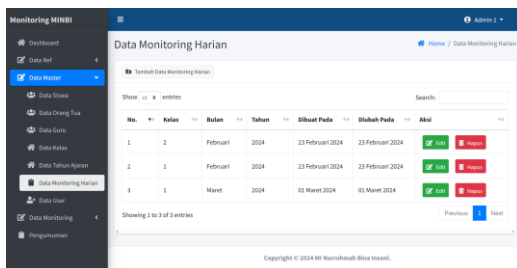 Monitoring MINBI
Admin 1
Dashboard
Data Ref
Data Master
Data Siswa
Data Orang Tua
Data Guru
Data Kelas
Data Tahun Ajaran
Data Monitoring Harian
Data User
Data Monitoring
Pengumuman
Data Monitoring Harian
Home / Data Monitoring Harian
Tambah Data Monitoring Harian
Show 10 entries
Search:
No. Kelas Bulan Tahun Dibuat Pada Diubah Pada Aksi
1 2 Februari 2024 23 Februari 2024 23 Februari 2024 Edit Hapus
2 1 Februari 2024 23 Februari 2024 23 Februari 2024 Edit Hapus
3 1 Maret 2024 01 Maret 2024 01 Maret 2024 Edit Hapus
Showing 1 to 3 of 3 entries
Previous 1 Next
Copyright © 2024 MI Nurrohmah Bina Insani.